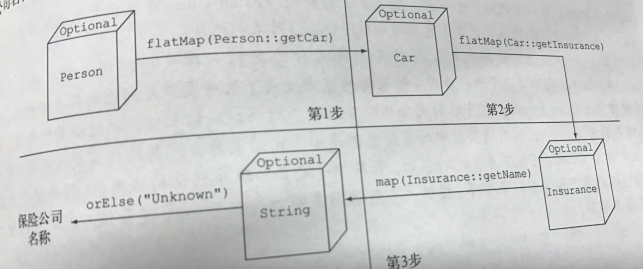 Optional
Person
flatMap(Person::getCar)
第1步
Optional
Car
flatMap(Car::getInsurance)
第2步
Optional
Insurance
map(Insurance::getName)
第3步
Optional
String
orElse("Unknown")
保险公司
名称